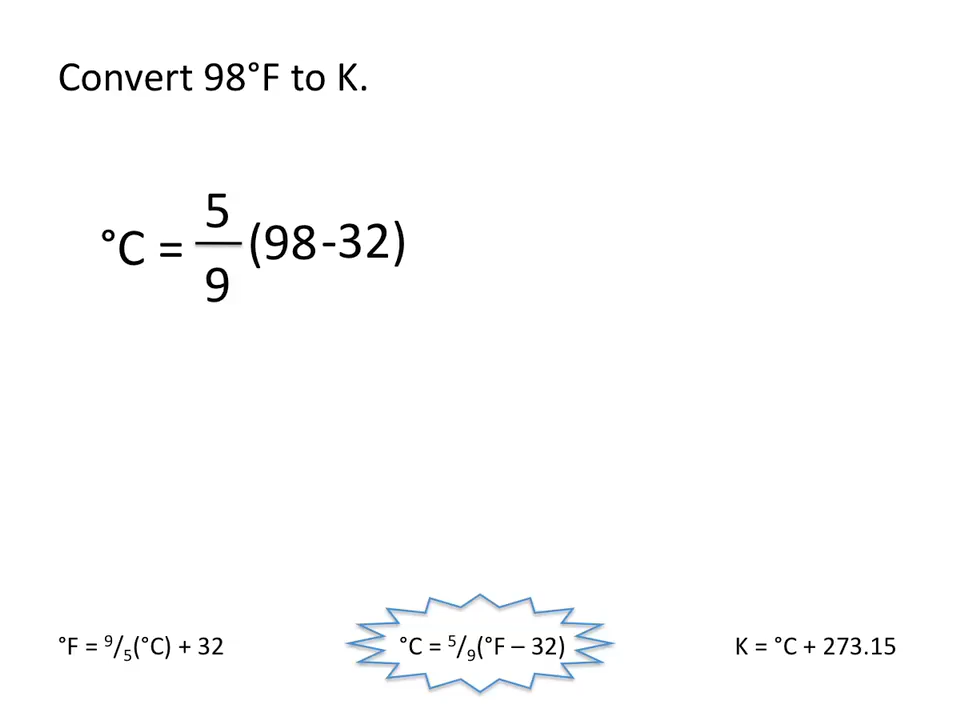 Convert 98°F to K.
°C = 5/9 (98-32)
°F = ⁹/₅(°C) + 32
°C = ⁵/₉(°F – 32)
K = °C + 273.15